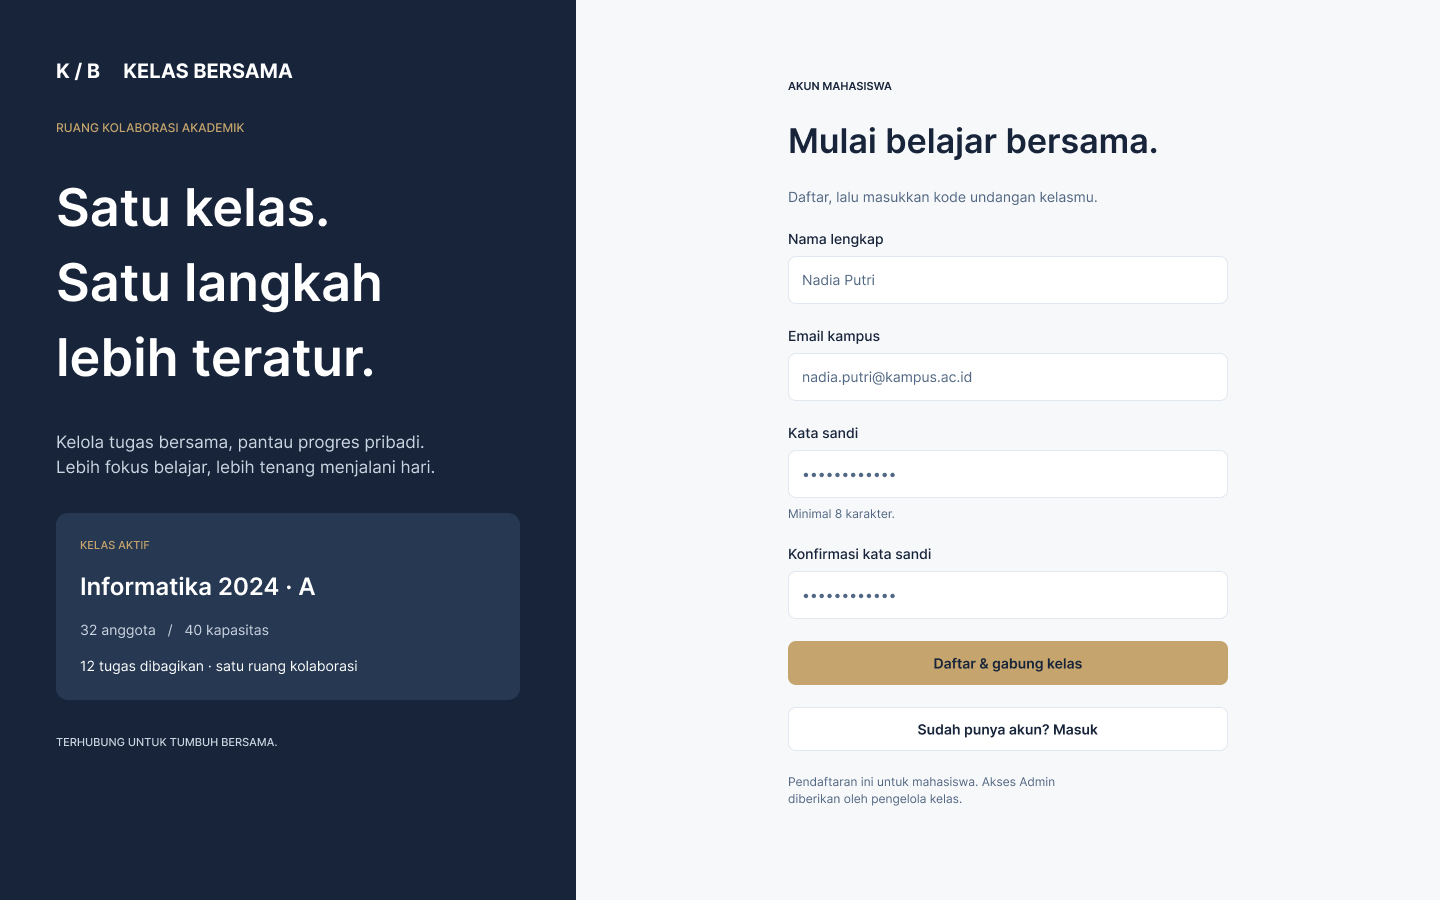 K / B KELAS BERSAMA
RUANG KOLABORASI AKADEMIK
Satu kelas.
Satu langkah
lebih teratur.
Kelola tugas bersama, pantau progres pribadi.
Lebih fokus belajar, lebih tenang menjalani hari.
KELAS AKTIF
Informatika 2024 · A
32 anggota / 40 kapasitas
12 tugas dibagikan · satu ruang kolaborasi
TERHUBUNG UNTUK TUMBUH BERSAMA.
AKUN MAHASISWA
Mulai belajar bersama.
Daftar, lalu masukkan kode undangan kelasmu.
Nama lengkap
Nadia Putri
Email kampus
nadia.putri@kampus.ac.id
Kata sandi
••••••••••••
Minimal 8 karakter.
Konfirmasi kata sandi
••••••••••••
Daftar & gabung kelas
Sudah punya akun? Masuk
Pendaftaran ini untuk mahasiswa. Akses Admin
diberikan oleh pengelola kelas.